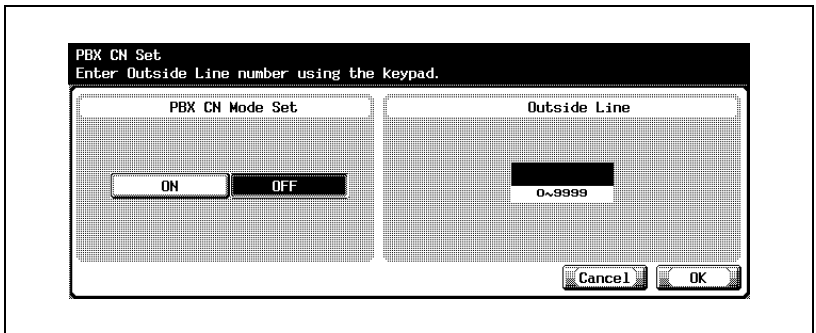 PBX CN Set
Enter Outside Line number using the keypad.
PBX CN Mode Set
Outside Line
ON
OFF
0~9999
Cancel
OK